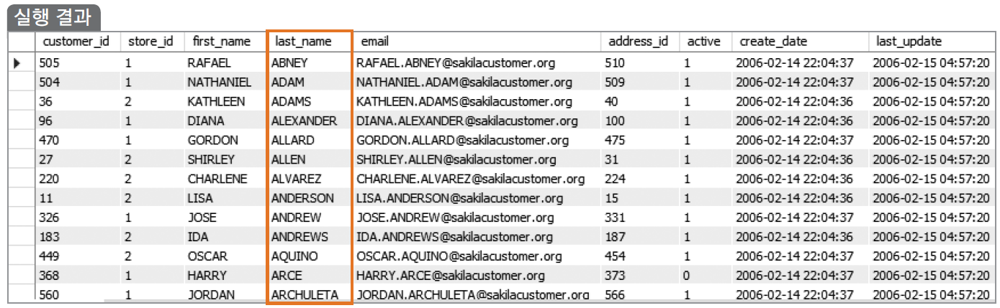 실행 결과
customer_id store_id first_name last_name email address_id active create_date last_update
505 1 RAFAEL ABNEY RAFAEL.ABNEY@sakilacustomer.org 510 1 2006-02-14 22:04:37 2006-02-15 04:57:20
504 1 NATHANIEL ADAM NATHANIEL.ADAM@sakilacustomer.org 509 1 2006-02-14 22:04:37 2006-02-15 04:57:20
36 2 KATHLEEN ADAMS KATHLEEN.ADAMS@sakilacustomer.org 40 1 2006-02-14 22:04:36 2006-02-15 04:57:20
96 1 DIANA ALEXANDER DIANA.ALEXANDER@sakilacustomer.org 100 1 2006-02-14 22:04:36 2006-02-15 04:57:20
470 1 GORDON ALLARD GORDON.ALLARD@sakilacustomer.org 475 1 2006-02-14 22:04:37 2006-02-15 04:57:20
27 2 SHIRLEY ALLEN SHIRLEY.ALLEN@sakilacustomer.org 31 1 2006-02-14 22:04:36 2006-02-15 04:57:20
220 2 CHARLENE ALVAREZ CHARLENE.ALVAREZ@sakilacustomer.org 224 1 2006-02-14 22:04:36 2006-02-15 04:57:20
11 2 LISA ANDERSON LISA.ANDERSON@sakilacustomer.org 15 1 2006-02-14 22:04:36 2006-02-15 04:57:20
326 1 JOSE ANDREW JOSE.ANDREW@sakilacustomer.org 331 1 2006-02-14 22:04:37 2006-02-15 04:57:20
183 2 IDA ANDREWS IDA.ANDREWS@sakilacustomer.org 187 1 2006-02-14 22:04:36 2006-02-15 04:57:20
449 2 OSCAR AQUINO OSCAR.AQUINO@sakilacustomer.org 454 1 2006-02-14 22:04:37 2006-02-15 04:57:20
368 1 HARRY ARCE HARRY.ARCE@sakilacustomer.org 373 0 2006-02-14 22:04:37 2006-02-15 04:57:20
560 1 JORDAN ARCHULETA JORDAN.ARCHULETA@sakilacustomer.org 566 1 2006-02-14 22:04:37 2006-02-15 04:57:20